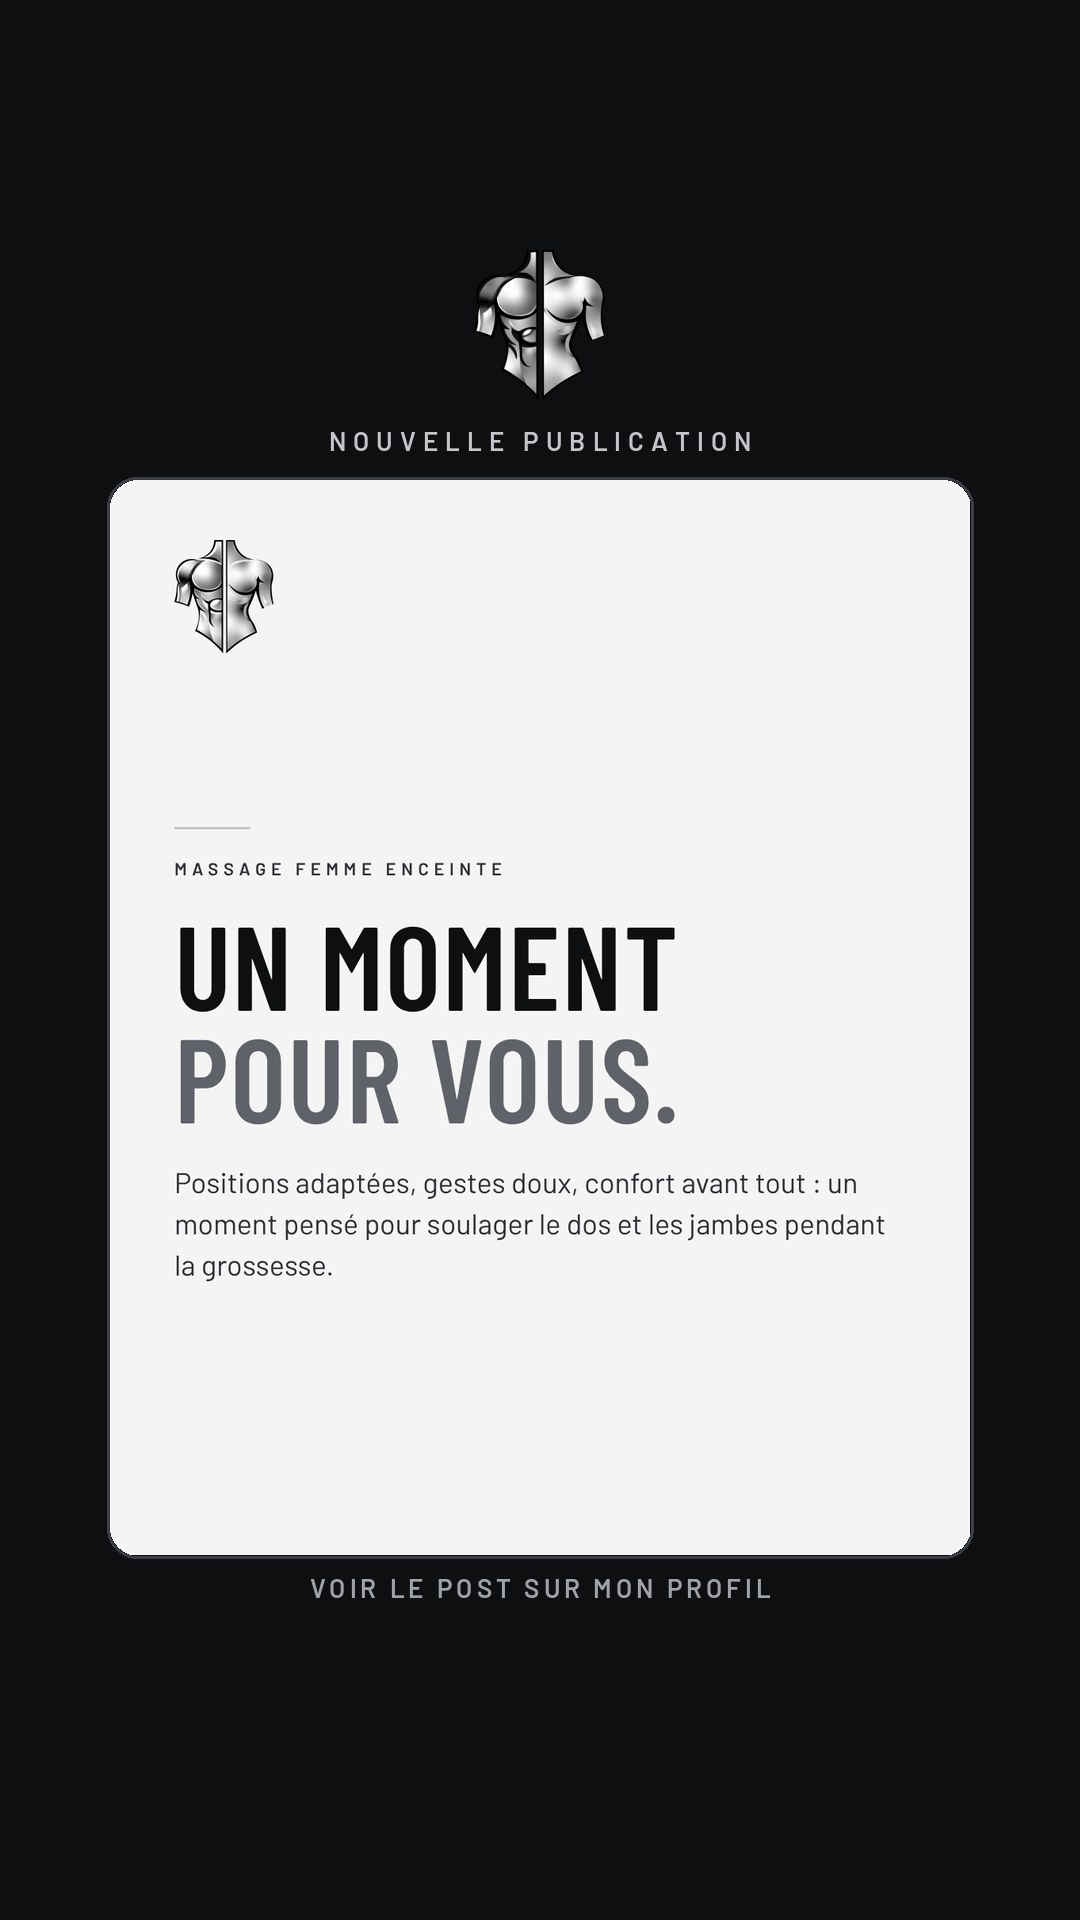 NOUVELLE PUBLICATION
MASSAGE FEMME ENCEINTE
UN MOMENT
POUR VOUS.
Positions adaptées, gestes doux, confort avant tout : un
moment pensé pour soulager le dos et les jambes pendant
la grossesse.
VOIR LE POST SUR MON PROFIL